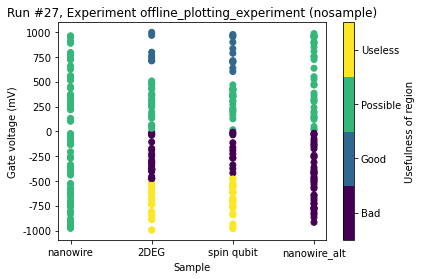 Run #27, Experiment offline_plotting_experiment (nosample)
1000
750
500
250
0
-250
-500
-750
-1000
Gate voltage (mV)
nanowire
2DEG
spin qubit
nanowire_alt
Sample
Useless
Possible
Good
Bad
Usefulness of region